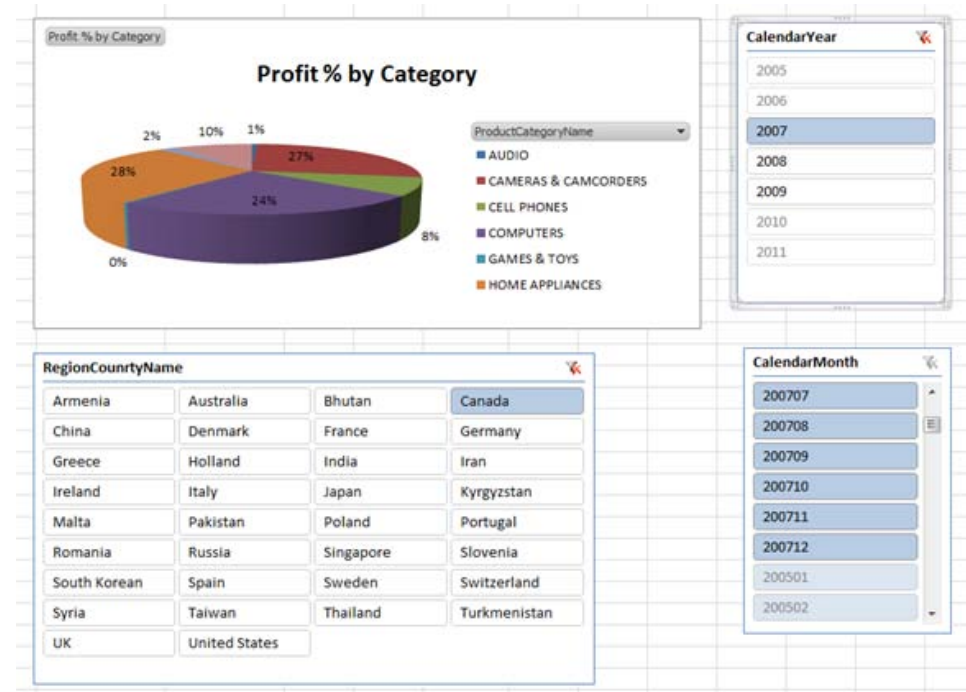 Profit % by Category
Profit % by Category
2%
10%
1%
27%
28%
24%
8%
0%
ProductCategoryName
AUDIO
CAMERAS & CAMCORDERS
CELL PHONES
COMPUTERS
GAMES & TOYS
HOME APPLIANCES
CalendarYear
2005
2006
2007
2008
2009
2010
2011
RegionCounrtyName
Armenia Australia Bhutan Canada
China Denmark France Germany
Greece Holland India Iran
Ireland Italy Japan Kyrgyzstan
Malta Pakistan Poland Portugal
Romania Russia Singapore Slovenia
South Korean Spain Sweden Switzerland
Syria Taiwan Thailand Turkmenistan
UK United States
CalendarMonth
200707
200708
200709
200710
200711
200712
200501
200502